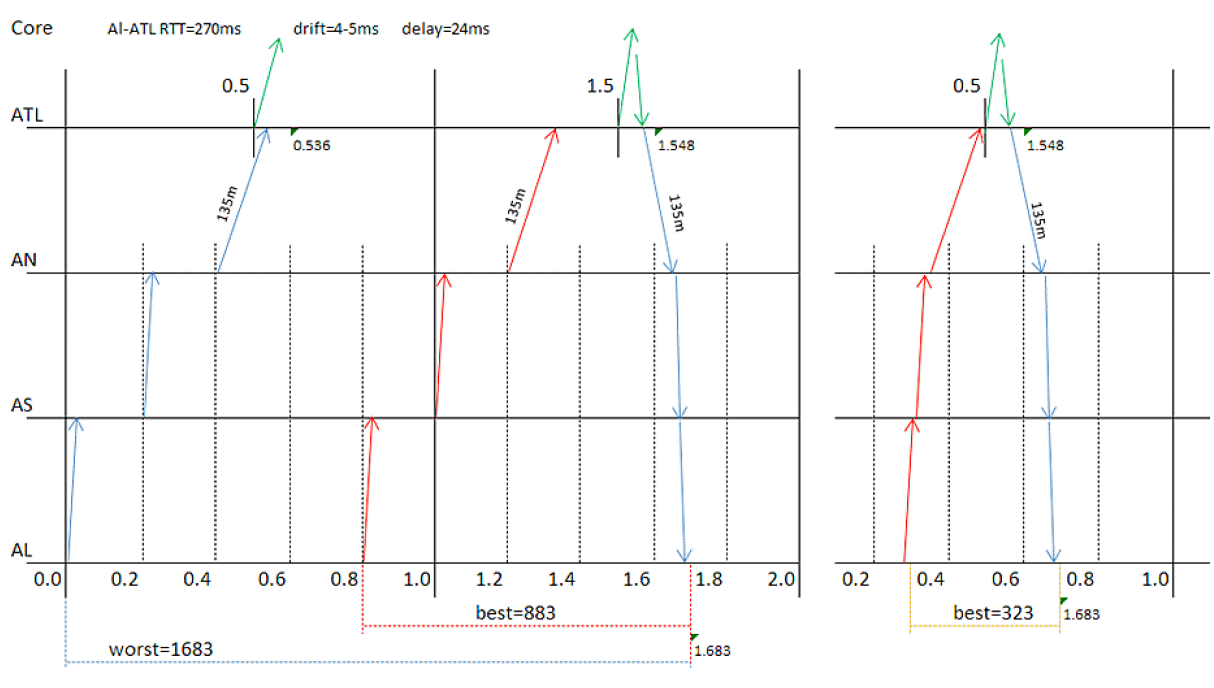 Core Al-ATL RTT=270ms drift=4-5ms delay=24ms
0.5 1.5 0.5
ATL
0.536 1.548 1.548
135m 135m 135m 135m
AN
AS
AL
0.0 0.2 0.4 0.6 0.8 1.0 1.2 1.4 1.6 1.8 2.0 0.2 0.4 0.6 0.8 1.0
best=883 best=323 1.683
worst=1683 1.683